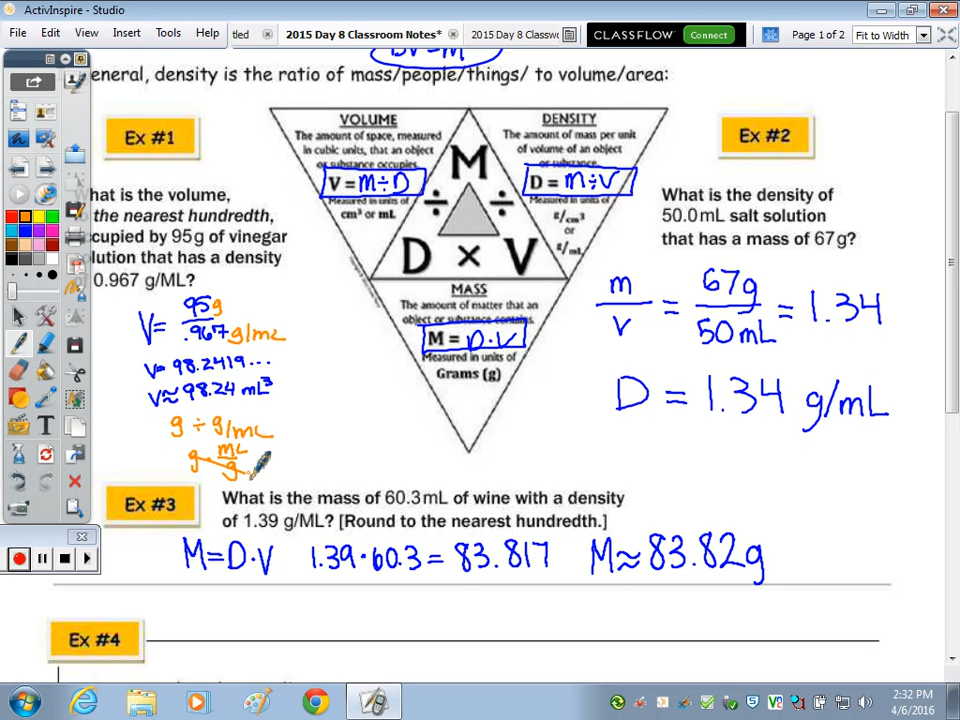 ActivInspire - Studio
File Edit View Insert Tools Help
tled
2015 Day 8 Classroom Notes*
2015 Day 8 Classw
CLASSFLOW Connect
Page 1 of 2
Fit to Width
eneral, density is the ratio of mass/people/things/ to volume/area:
Ex #1
hat is the volume,
the nearest hundredth,
cupied by 95g of vinegar
lution that has a density
0.967 g/ML?
V= 95g
.967 g/mL
V= 98.2419...
V≈ 98.24 mL³
g ÷ g/mL
g · mL
g
VOLUME
The amount of space, measured
in cubic units, that an object
or substance occupies.
V = m÷D
Measured in units of
cm³ or mL
M
÷ ÷
D × V
DENSITY
The amount of mass per unit
of volume of an object
or substance.
D = m÷V
Measured in units of
g/cm³
or
g/mL
MASS
The amount of matter that an
object or substance contains.
M = D·V
Measured in units of
Grams (g)
Ex #2
What is the density of
50.0mL salt solution
that has a mass of 67g?
m/v = 67g/50mL = 1.34
D = 1.34 g/mL
Ex #3
What is the mass of 60.3mL of wine with a density
of 1.39 g/ML? [Round to the nearest hundredth.]
M=D·V 1.39·60.3=83.817 M≈83.82g
Ex #4
2:32 PM
4/6/2016